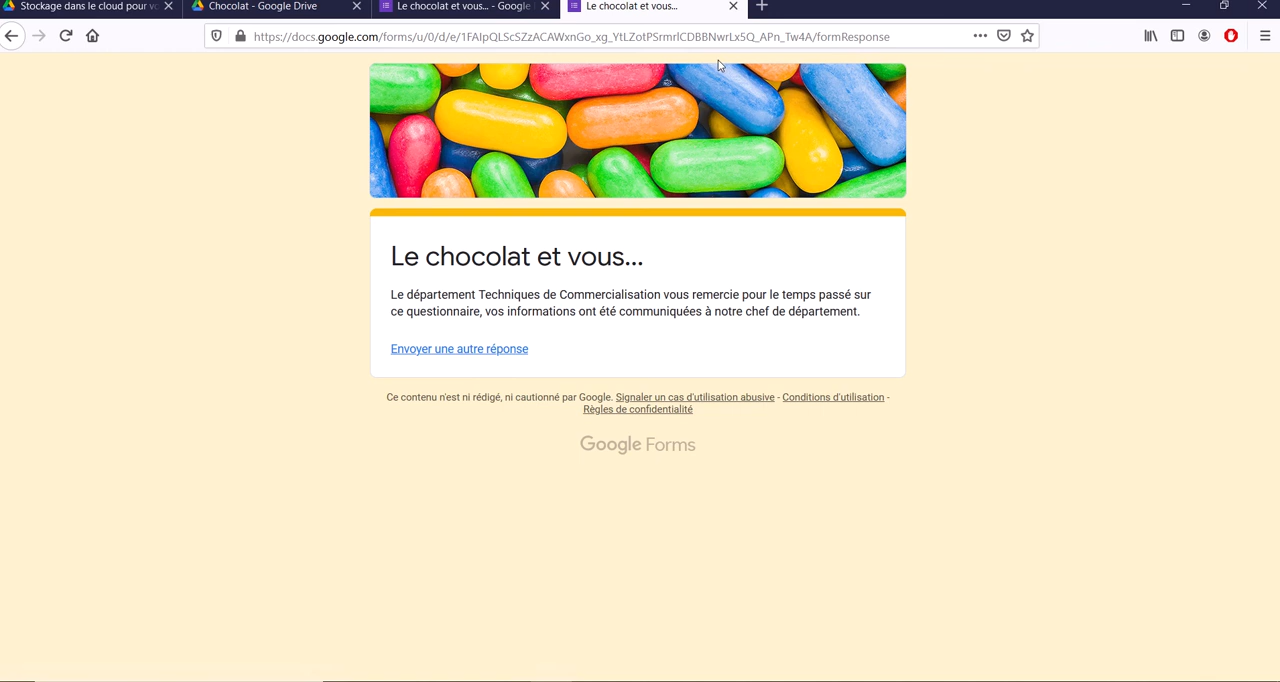 Stockage dans le cloud pour vo
Chocolat - Google Drive
Le chocolat et vous... - Google
Le chocolat et vous...
https://docs.google.com/forms/u/0/d/e/1FAIpQLScSZzACAWxnGo_xg_YtLZotPSrmrlCDBBNwrLx5Q_APn_Tw4A/formResponse
Le chocolat et vous...
Le département Techniques de Commercialisation vous remercie pour le temps passé sur
ce questionnaire, vos informations ont été communiquées à notre chef de département.
Envoyer une autre réponse
Ce contenu n'est ni rédigé, ni cautionné par Google. Signaler un cas d'utilisation abusive - Conditions d'utilisation -
Règles de confidentialité
Google Forms